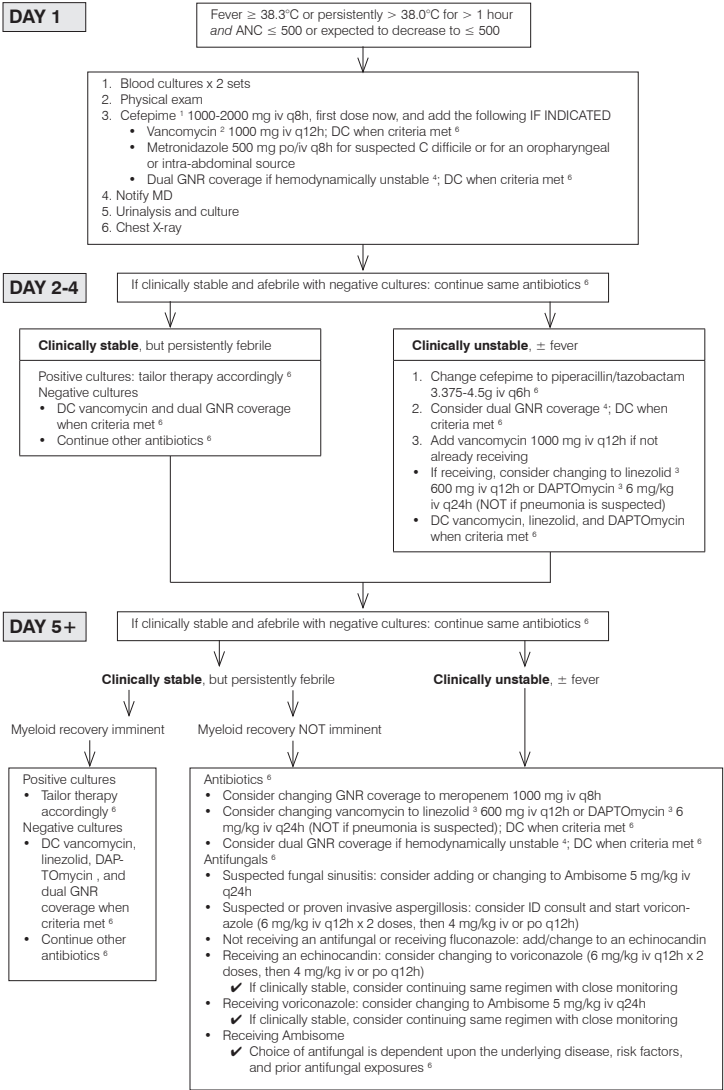 DAY 1
Fever ≥ 38.3°C or persistently > 38.0°C for > 1 hour
and ANC ≤ 500 or expected to decrease to ≤ 500
1. Blood cultures x 2 sets
2. Physical exam
3. Cefepime ¹ 1000-2000 mg iv q8h, first dose now, and add the following IF INDICATED
• Vancomycin ² 1000 mg iv q12h; DC when criteria met ⁶
• Metronidazole 500 mg po/iv q8h for suspected C difficile or for an oropharyngeal
or intra-abdominal source
• Dual GNR coverage if hemodynamically unstable ⁴; DC when criteria met ⁶
4. Notify MD
5. Urinalysis and culture
6. Chest X-ray
DAY 2-4
If clinically stable and afebrile with negative cultures: continue same antibiotics ⁶
Clinically stable, but persistently febrile
Positive cultures: tailor therapy accordingly ⁶
Negative cultures
• DC vancomycin and dual GNR coverage
when criteria met ⁶
• Continue other antibiotics ⁶
Clinically unstable, ± fever
1. Change cefepime to piperacillin/tazobactam
3.375-4.5g iv q6h ⁶
2. Consider dual GNR coverage ⁴; DC when
criteria met ⁶
3. Add vancomycin 1000 mg iv q12h if not
already receiving
• If receiving, consider changing to linezolid ³
600 mg iv q12h or DAPTOmycin ³ 6 mg/kg
iv q24h (NOT if pneumonia is suspected)
• DC vancomycin, linezolid, and DAPTOmycin
when criteria met ⁶
DAY 5+
If clinically stable and afebrile with negative cultures: continue same antibiotics ⁶
Clinically stable, but persistently febrile
Clinically unstable, ± fever
Myeloid recovery imminent
Myeloid recovery NOT imminent
Positive cultures
• Tailor therapy
accordingly ⁶
Negative cultures
• DC vancomycin,
linezolid, DAP-
TOmycin , and
dual GNR
coverage when
criteria met ⁶
• Continue other
antibiotics ⁶
Antibiotics ⁶
• Consider changing GNR coverage to meropenem 1000 mg iv q8h
• Consider changing vancomycin to linezolid ³ 600 mg iv q12h or DAPTOmycin ³ 6
mg/kg iv q24h (NOT if pneumonia is suspected); DC when criteria met ⁶
• Consider dual GNR coverage if hemodynamically unstable ⁴; DC when criteria met ⁶
Antifungals ⁶
• Suspected fungal sinusitis: consider adding or changing to Ambisome 5 mg/kg iv
q24h
• Suspected or proven invasive aspergillosis: consider ID consult and start voricon-
azole (6 mg/kg iv q12h x 2 doses, then 4 mg/kg iv or po q12h)
• Not receiving an antifungal or receiving fluconazole: add/change to an echinocandin
• Receiving an echinocandin: consider changing to voriconazole (6 mg/kg iv q12h x 2
doses, then 4 mg/kg iv or po q12h)
✔ If clinically stable, consider continuing same regimen with close monitoring
• Receiving voriconazole: consider changing to Ambisome 5 mg/kg iv q24h
✔ If clinically stable, consider continuing same regimen with close monitoring
• Receiving Ambisome
✔ Choice of antifungal is dependent upon the underlying disease, risk factors,
and prior antifungal exposures ⁶